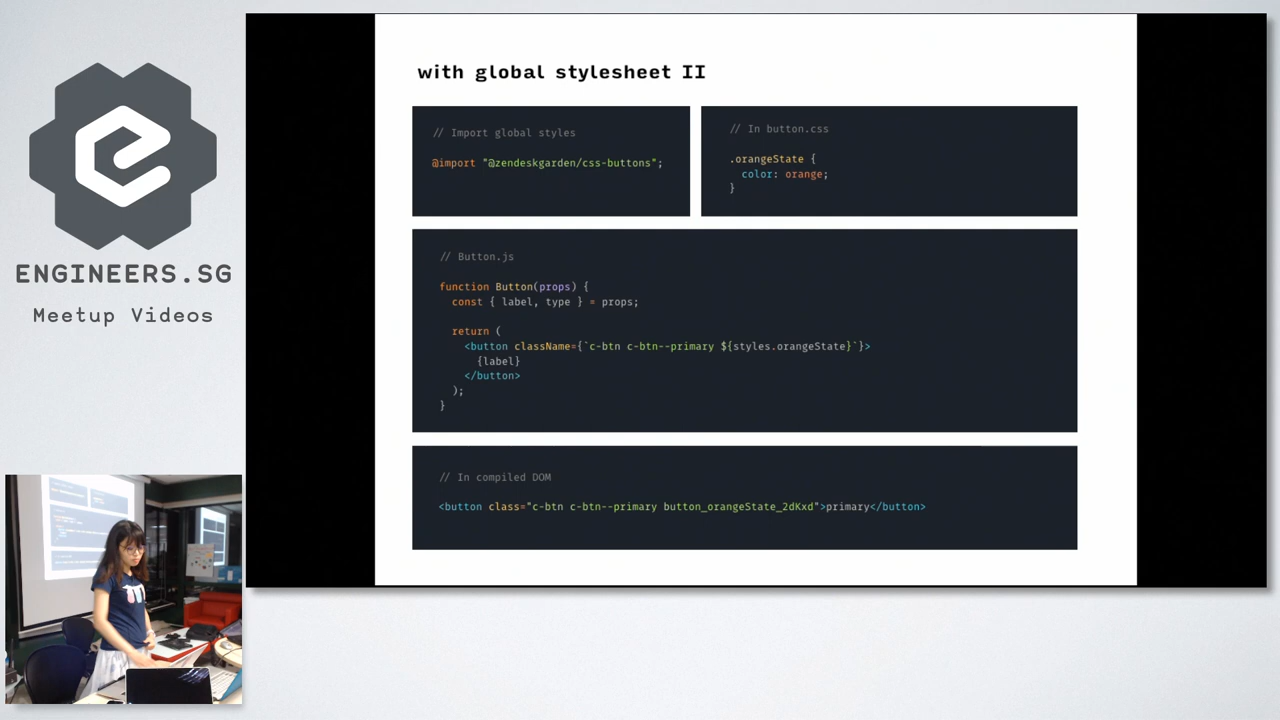 with global stylesheet II
// Import global styles
@import "@zendeskgarden/css-buttons";
// In button.css
.orangeState {
color: orange;
}
// Button.js
function Button(props) {
const { label, type } = props;
return (
<button className={`c-btn c-btn--primary ${styles.orangeState}`}>
{label}
</button>
);
}
// In compiled DOM
<button class="c-btn c-btn--primary button_orangeState_2dKxd">primary</button>
ENGINEERS.SG
Meetup Videos